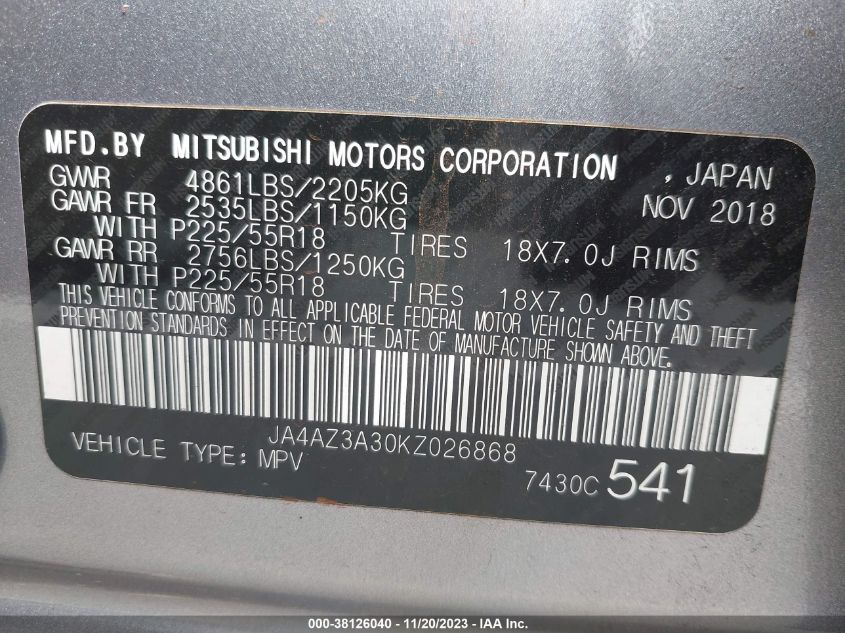 MFD.BY MITSUBISHI MOTORS CORPORATION , JAPAN
GWWR 4861LBS/2205KG NOV 2018
GAWR FR 2535LBS/1150KG
WITH P225/55R18 TIRES 18X7.0J RIMS
GAWR RR 2756LBS/1250KG
WITH P225/55R18 TIRES 18X7.0J RIMS
THIS VEHICLE CONFORMS TO ALL APPLICABLE FEDERAL MOTOR VEHICLE SAFETY AND THEFT
PREVENTION STANDARDS IN EFFECT ON THE DATE OF MANUFACTURE SHOWN ABOVE.
JA4AZ3A30KZ026868
VEHICLE TYPE: MPV 7430C 541
000-38126040 - 11/20/2023 - IAA Inc.